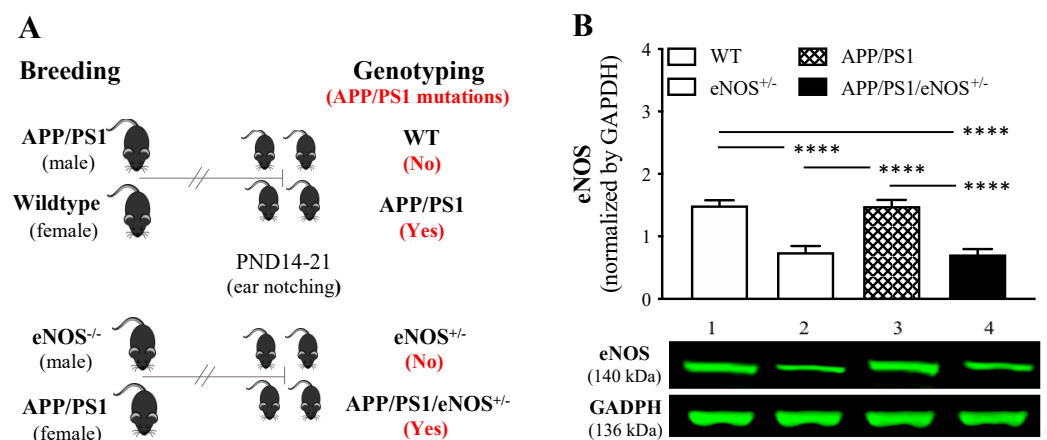 A
Breeding
Genotyping
(APP/PS1 mutations)
APP/PS1
(male)
WT
(No)
Wildtype
(female)
APP/PS1
(Yes)
PND14-21
(ear notching)
eNOS-/-
(male)
eNOS+/-
(No)
APP/PS1
(female)
APP/PS1/eNOS+/-
(Yes)
B
WT
APP/PS1
eNOS+/-
APP/PS1/eNOS+/-
eNOS
(normalized by GAPDH)
4
3
2
1
0
****
****
****
****
1 2 3 4
eNOS
(140 kDa)
GADPH
(136 kDa)